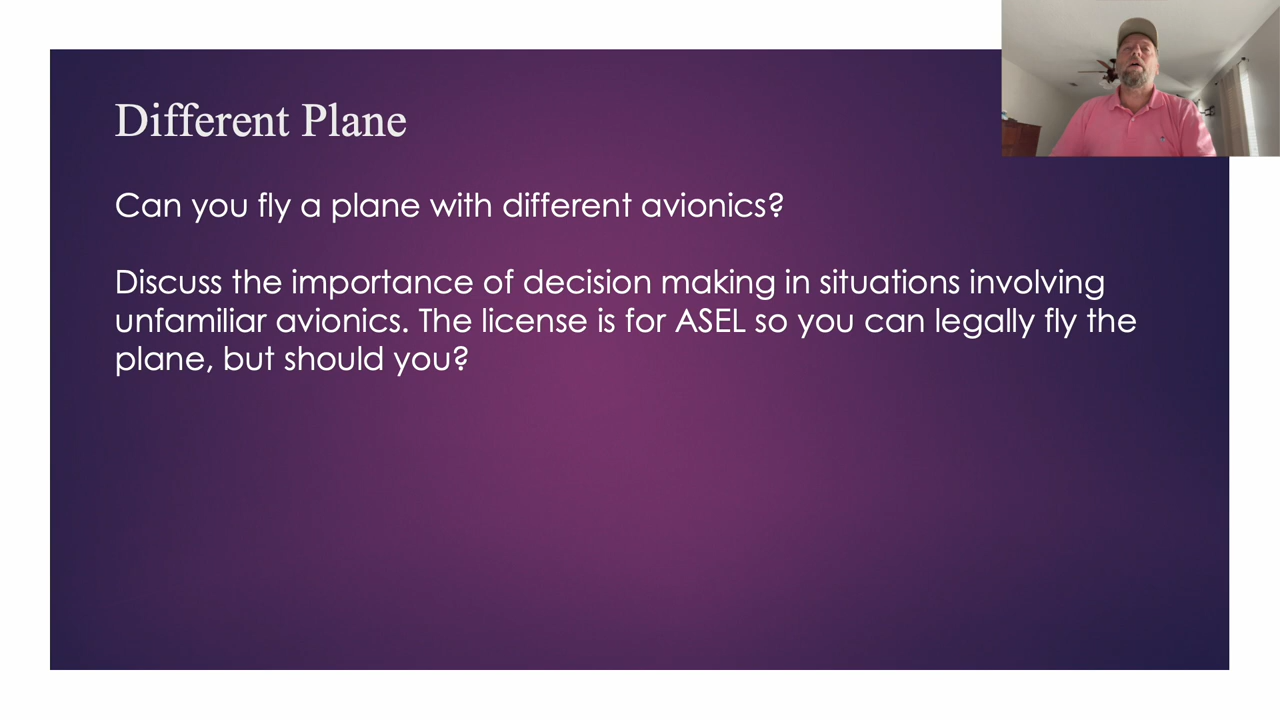 Different Plane
Can you fly a plane with different avionics?
Discuss the importance of decision making in situations involving
unfamiliar avionics. The license is for ASEL so you can legally fly the
plane, but should you?